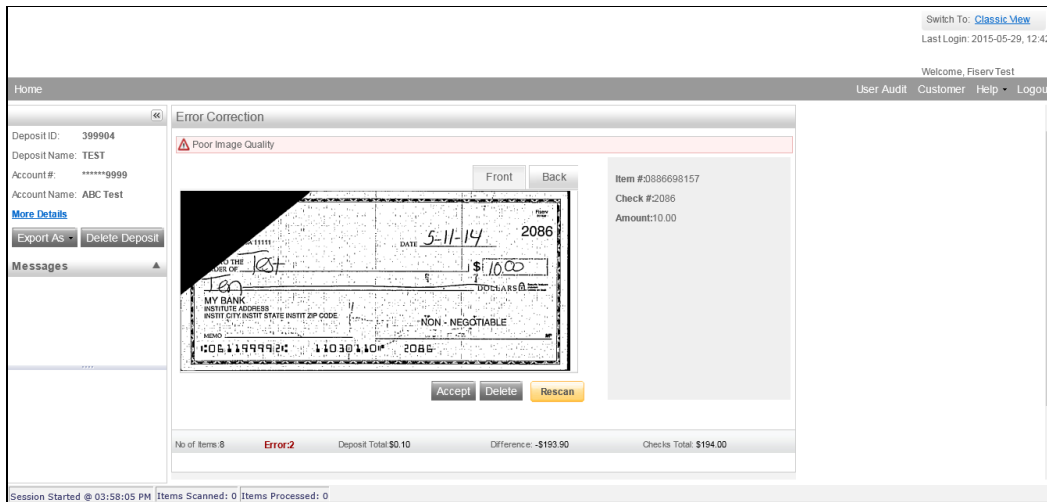 Switch To: Classic View
Last Login: 2015-05-29, 12:42
Welcome, Fiserv Test
Home User Audit Customer Help Logou
Deposit ID: 399904
Deposit Name: TEST
Account #: ******9999
Account Name: ABC Test
More Details
Export As Delete Deposit
Messages
Error Correction
Poor Image Quality
Front Back
Fiserv
2086
11111
DATE 5-11-14
THE
ORDER OF Test $ 10.00
Ten DOLLARS
MY BANK
INSTITUTE ADDRESS
INSTIT CITY, INSTIT STATE INSTIT ZIP CODE
NON - NEGOTIABLE
MEMO MP
⑆061199992⑆ 11030110⑈ 2086
Item #:0886698157
Check #:2086
Amount:10.00
Accept Delete Rescan
No of Items:8 Error:2 Deposit Total:$0.10 Difference: -$193.90 Checks Total: $194.00
Session Started @ 03:58:05 PM Items Scanned: 0 Items Processed: 0